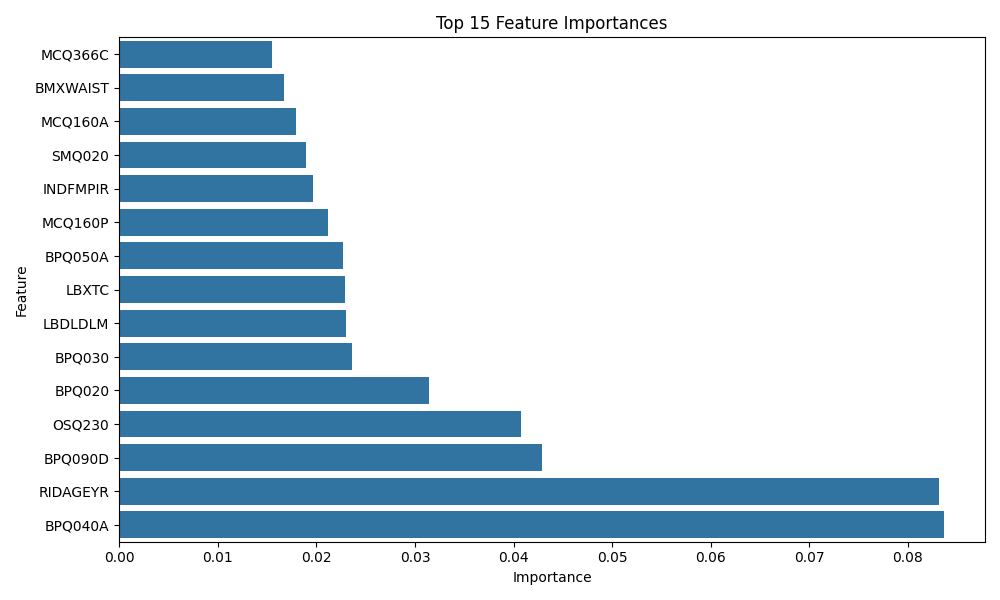 Top 15 Feature Importances
MCQ366C
BMXWAIST
MCQ160A
SMQ020
INDFMPIR
MCQ160P
BPQ050A
LBXTC
LBDLDLM
BPQ030
BPQ020
OSQ230
BPQ090D
RIDAGEYR
BPQ040A
Feature
0.00 0.01 0.02 0.03 0.04 0.05 0.06 0.07 0.08
Importance